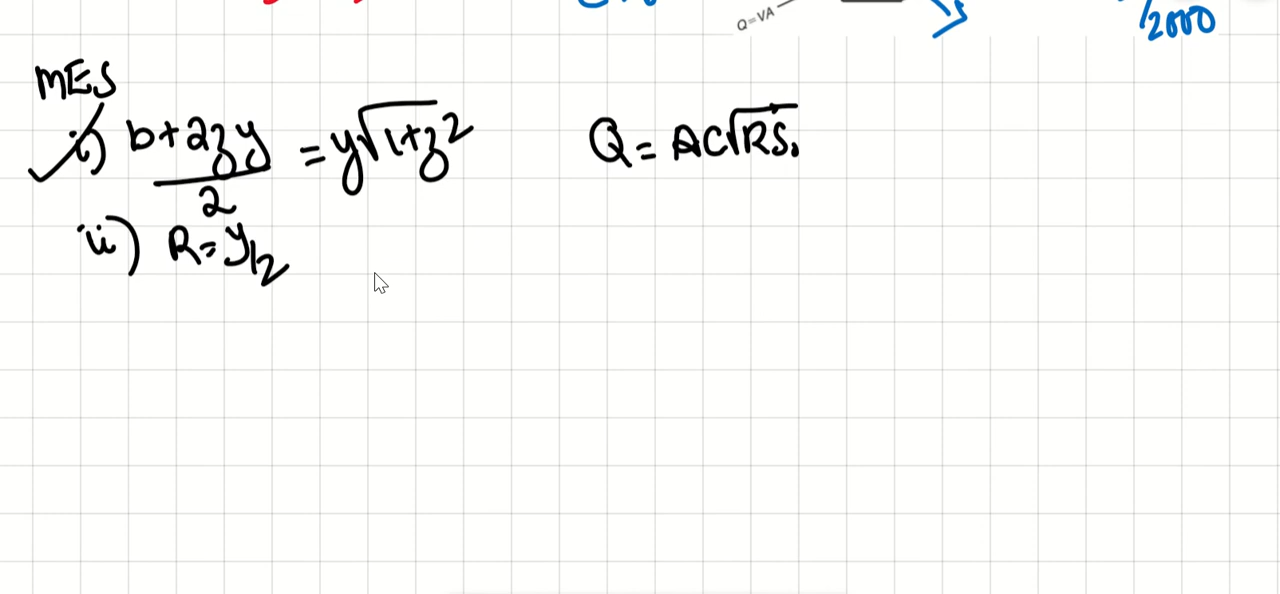 Q=VA
/2000
MES
i) b+2zy/2 = y√1+z²
Q = AC√RS.
ii) R=y/2